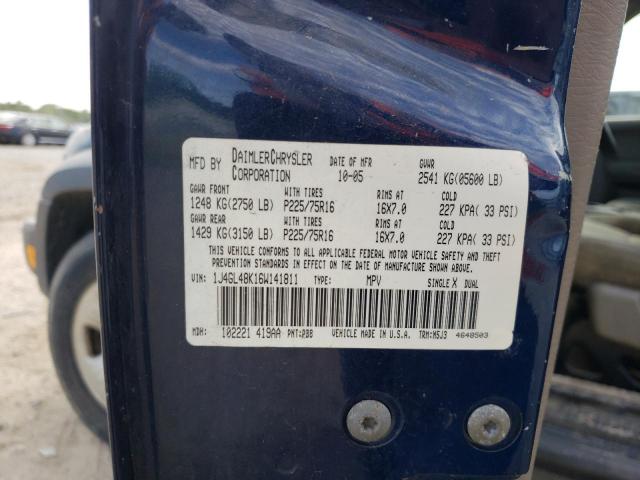 MFD BY DAIMLERCHRYSLER CORPORATION DATE OF MFR 10-05 GVWR 2541 KG(05600 LB)
GAWR FRONT WITH TIRES RIMS AT COLD
1248 KG(2750 LB) P225/75R16 16X7.0 227 KPA( 33 PSI)
GAWR REAR WITH TIRES RIMS AT COLD
1429 KG(3150 LB) P225/75R16 16X7.0 227 KPA( 33 PSI)
THIS VEHICLE CONFORMS TO ALL APPLICABLE FEDERAL MOTOR VEHICLE SAFETY AND THEFT
PREVENTION STANDARDS IN EFFECT ON THE DATE OF MANUFACTURE SHOWN ABOVE.
VIN: 1J4GL48K16W141811 TYPE: MPV SINGLE X DUAL
MDH: 102221 419AA PNT:PBB VEHICLE MADE IN U.S.A. TRM:M5J3 4648503